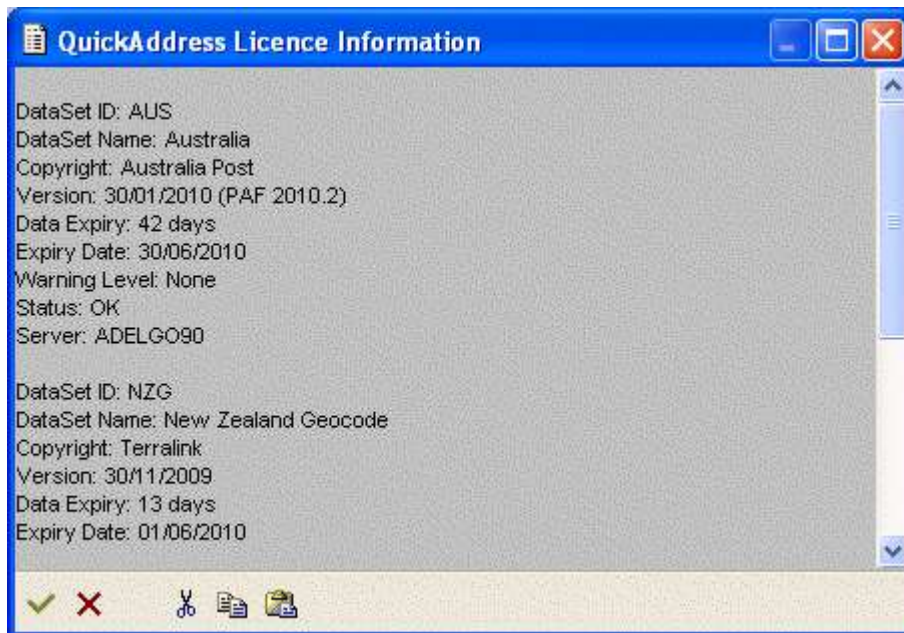 QuickAddress Licence Information
DataSet ID: AUS
DataSet Name: Australia
Copyright: Australia Post
Version: 30/01/2010 (PAF 2010.2)
Data Expiry: 42 days
Expiry Date: 30/06/2010
Warning Level: None
Status: OK
Server: ADELGO90
DataSet ID: NZG
DataSet Name: New Zealand Geocode
Copyright: Terralink
Version: 30/11/2009
Data Expiry: 13 days
Expiry Date: 01/06/2010